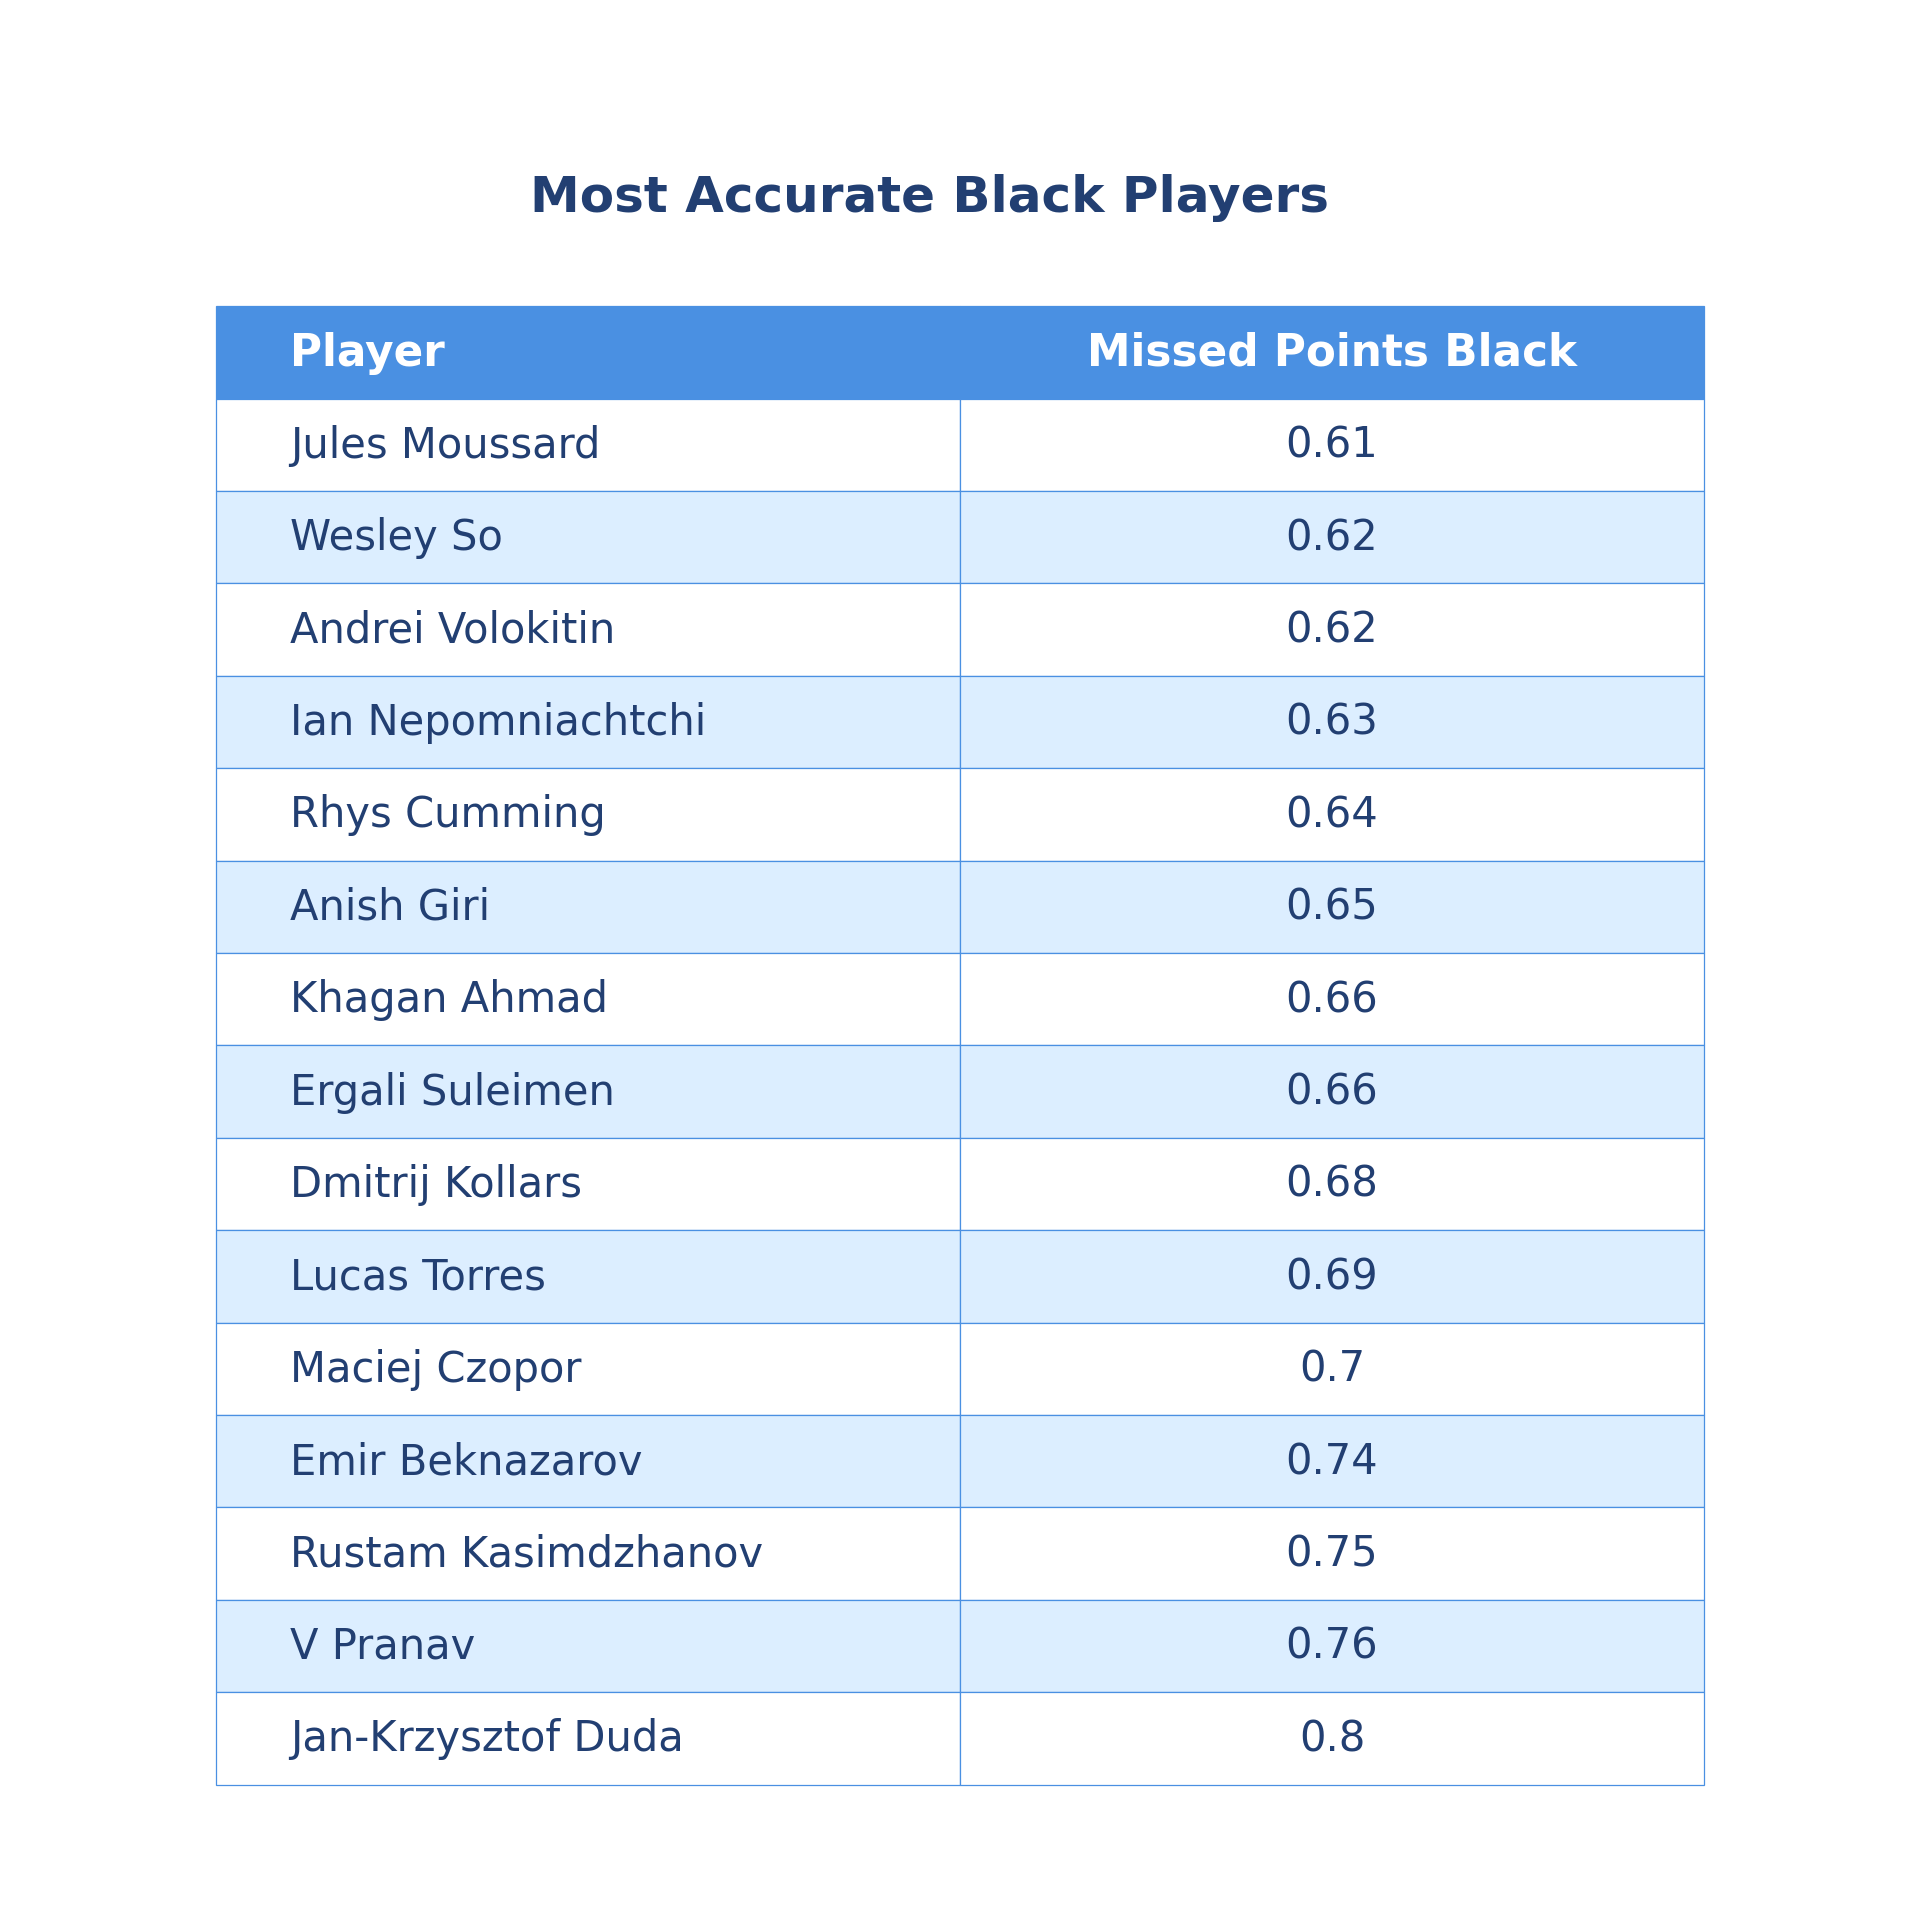 Most Accurate Black Players
Player Missed Points Black
Jules Moussard 0.61
Wesley So 0.62
Andrei Volokitin 0.62
Ian Nepomniachtchi 0.63
Rhys Cumming 0.64
Anish Giri 0.65
Khagan Ahmad 0.66
Ergali Suleimen 0.66
Dmitrij Kollars 0.68
Lucas Torres 0.69
Maciej Czopor 0.7
Emir Beknazarov 0.74
Rustam Kasimdzhanov 0.75
V Pranav 0.76
Jan-Krzysztof Duda 0.8